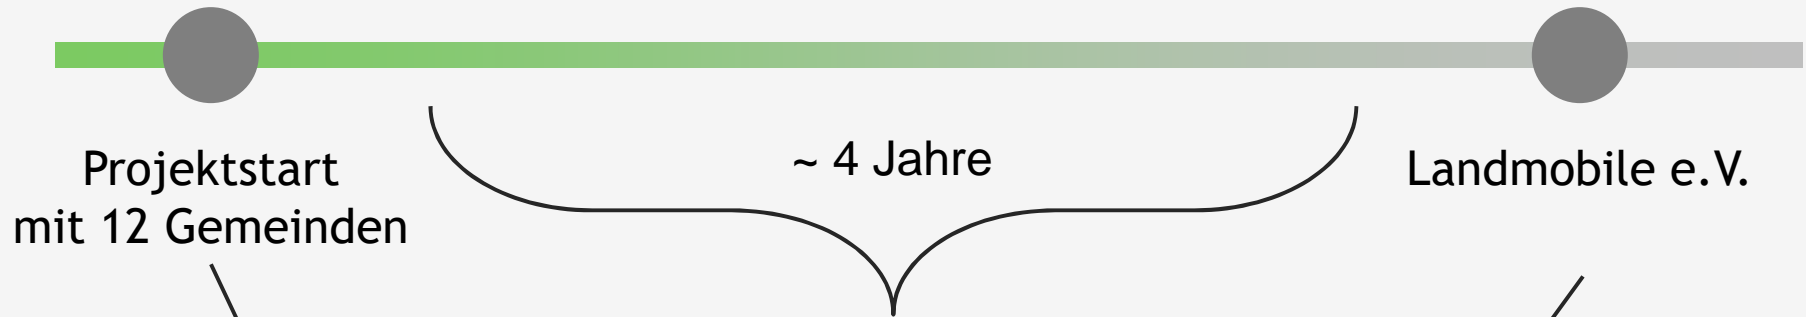 Projektstart
mit 12 Gemeinden
~ 4 Jahre
Landmobile e.V.